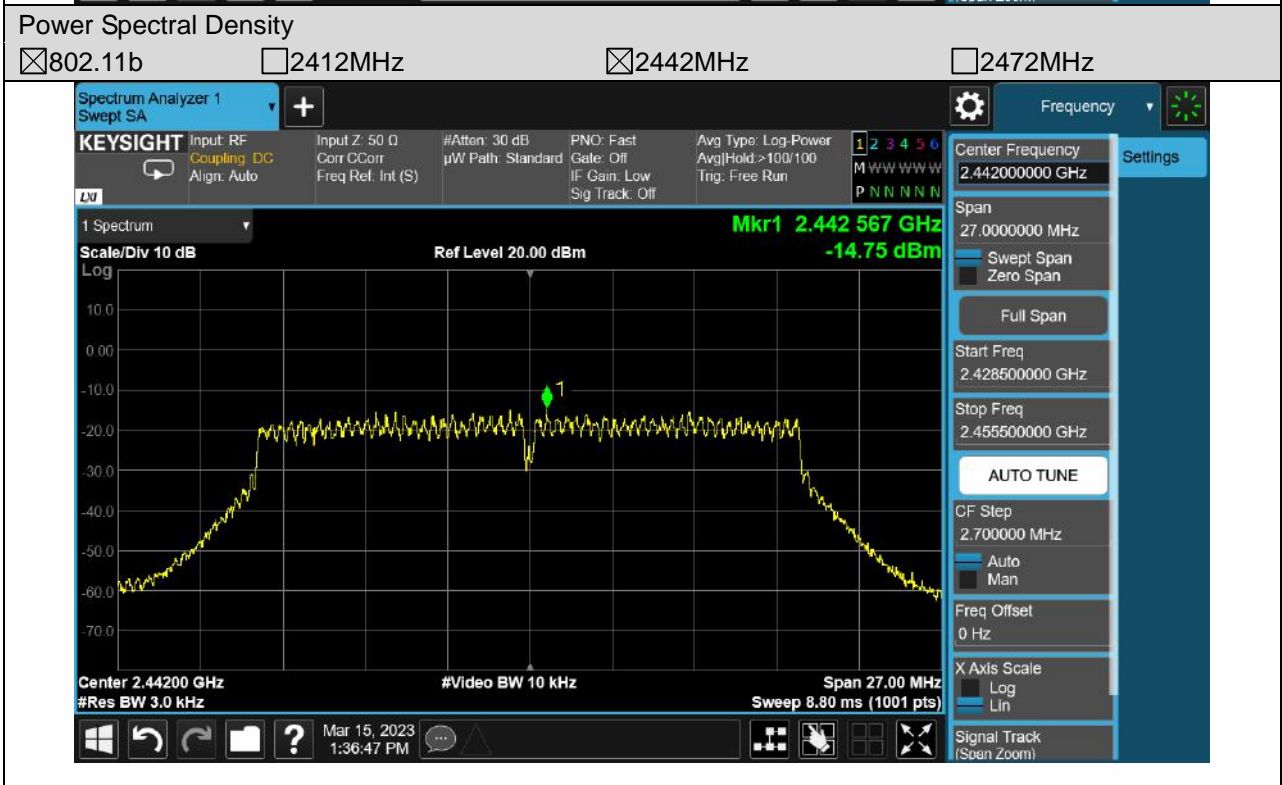 Power Spectral Density
☒802.11b ☐2412MHz ☒2442MHz ☐2472MHz
Spectrum Analyzer 1
Swept SA
+
Frequency
KEYSIGHT Input: RF Input Z: 50 Ω #Atten: 30 dB PNO: Fast Avg Type: Log-Power 1 2 3 4 5 6
Coupling: DC Corr CCorr µW Path: Standard Gate: Off Avg|Hold:>100/100 M W W W W W
Align: Auto Freq Ref: Int (S) IF Gain: Low Trig: Free Run
LXI Sig Track: Off P N N N N N
1 Spectrum Mkr1 2.442 567 GHz
Scale/Div 10 dB Ref Level 20.00 dBm -14.75 dBm
Log
10.0
0.00
-10.0
1
-20.0
-30.0
-40.0
-50.0
-60.0
-70.0
Center 2.44200 GHz #Video BW 10 kHz Span 27.00 MHz
#Res BW 3.0 kHz Sweep 8.80 ms (1001 pts)
? Mar 15, 2023
1:36:47 PM
Center Frequency
2.442000000 GHz
Settings
Span
27.0000000 MHz
Swept Span
Zero Span
Full Span
Start Freq
2.428500000 GHz
Stop Freq
2.455500000 GHz
AUTO TUNE
CF Step
2.700000 MHz
Auto
Man
Freq Offset
0 Hz
X Axis Scale
Log
Lin
Signal Track
(Span Zoom)